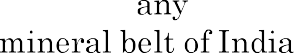 any
mineral belt of India